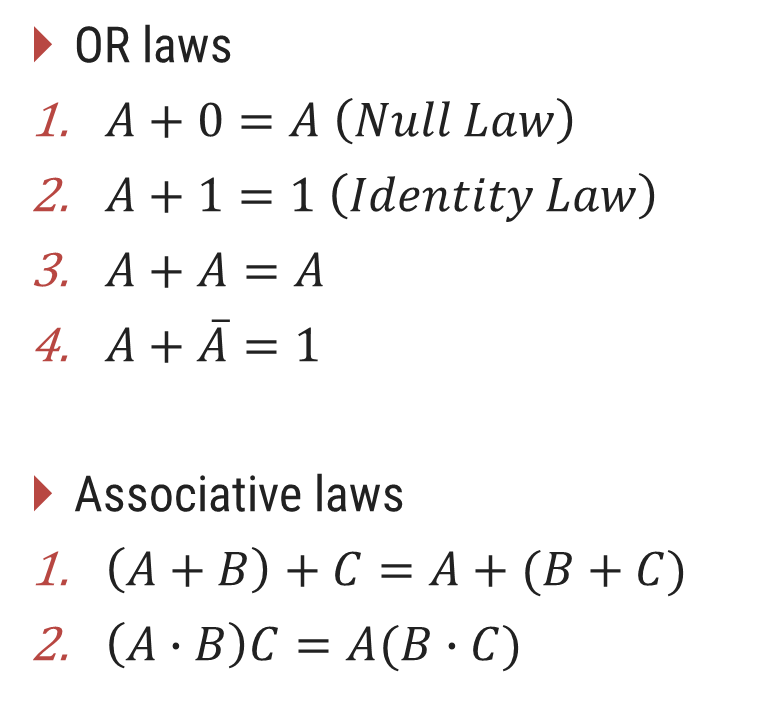 OR laws
1. A + 0 = A (Null Law)
2. A + 1 = 1 (Identity Law)
3. A + A = A
4. A + Ā = 1
Associative laws
1. (A + B) + C = A + (B + C)
2. (A · B)C = A(B · C)